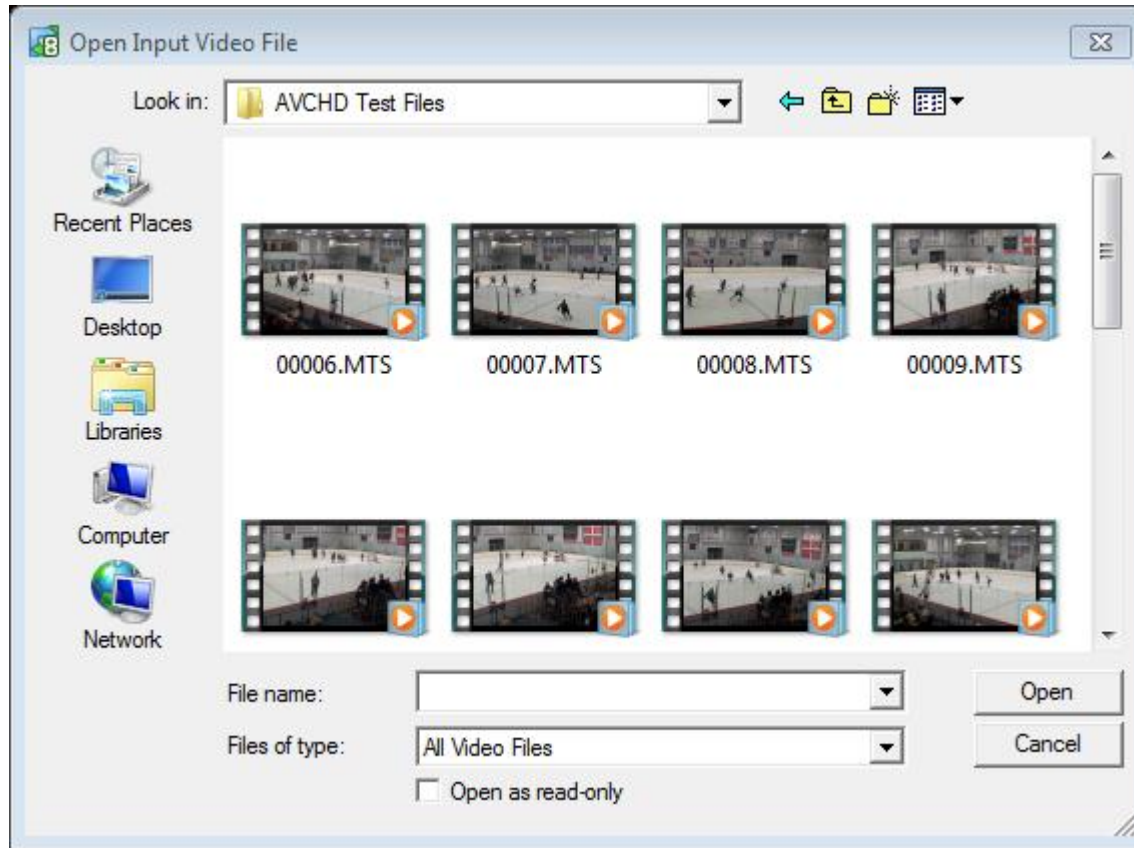 Open Input Video File
Look in: AVCHD Test Files
Recent Places
Desktop
Libraries
Computer
Network
00006.MTS 00007.MTS 00008.MTS 00009.MTS
File name: Open
Files of type: All Video Files Cancel
Open as read-only